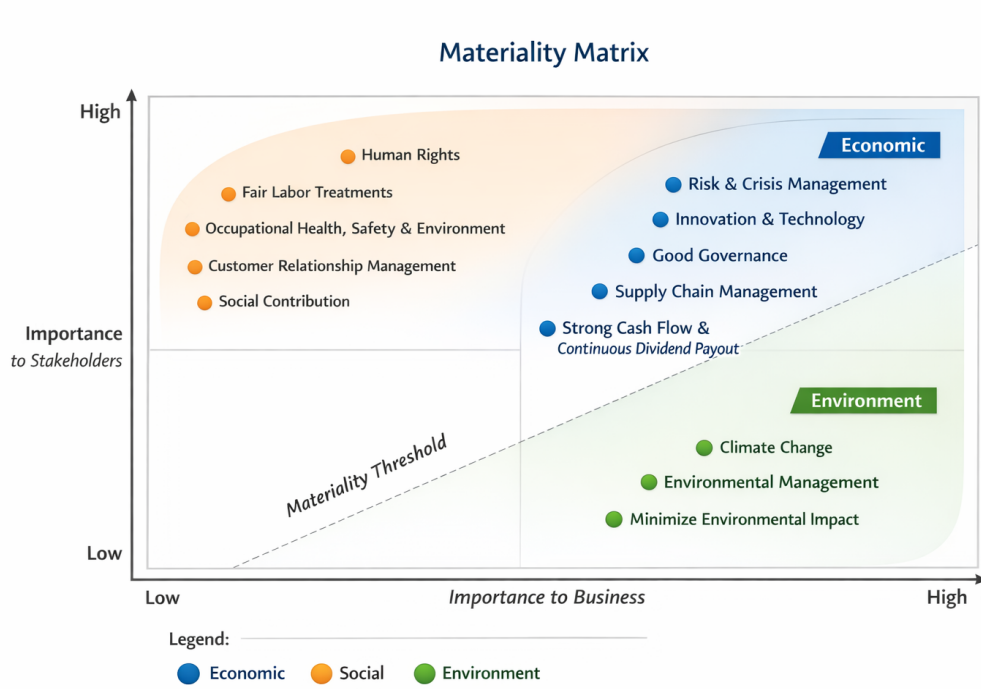 Materiality Matrix
High
Economic
Human Rights
Risk & Crisis Management
Fair Labor Treatments
Innovation & Technology
Occupational Health, Safety & Environment
Good Governance
Customer Relationship Management
Supply Chain Management
Social Contribution
Strong Cash Flow &
Continuous Dividend Payout
Importance
to Stakeholders
Environment
Materiality Threshold
Climate Change
Environmental Management
Minimize Environmental Impact
Low
Low
Importance to Business
High
Legend:
Economic
Social
Environment